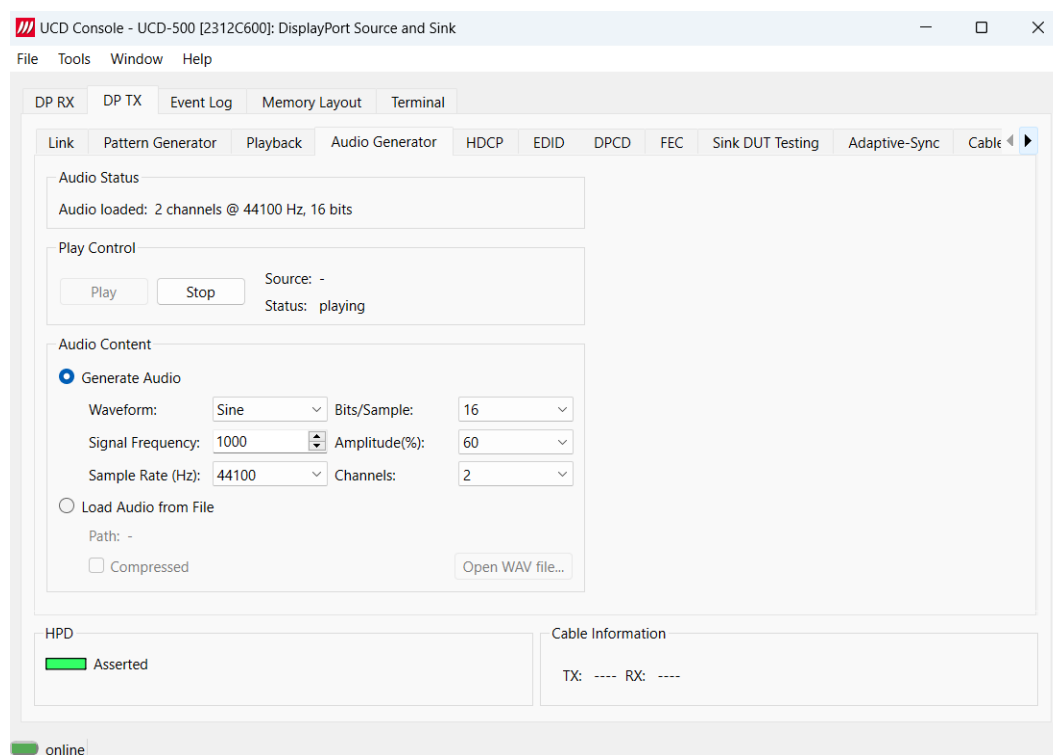 UCD Console - UCD-500 [2312C600]: DisplayPort Source and Sink
File Tools Window Help
DP RX DP TX Event Log Memory Layout Terminal
Link Pattern Generator Playback Audio Generator HDCP EDID DPCD FEC Sink DUT Testing Adaptive-Sync Cable
Audio Status
Audio loaded: 2 channels @ 44100 Hz, 16 bits
Play Control
Play Stop
Source: -
Status: playing
Audio Content
Generate Audio
Waveform: Sine Bits/Sample: 16
Signal Frequency: 1000 Amplitude(%): 60
Sample Rate (Hz): 44100 Channels: 2
Load Audio from File
Path: -
Compressed Open WAV file...
HPD
Asserted
Cable Information
TX: ---- RX: ----
online